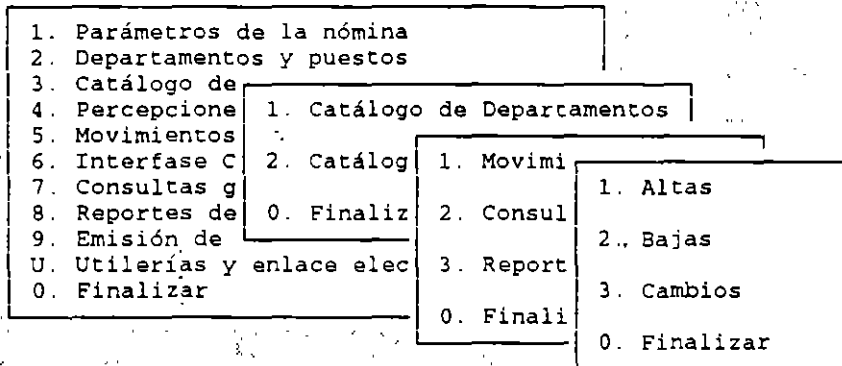 1. Parámetros de la nómina
2. Departamentos y puestos
3. Catálogo de
4. Percepcione
5. Movimientos
6. Interfase C
7. Consultas g
8. Reportes de
9. Emisión de
U. Utilerías y enlace elec
0. Finalizar
1. Catálogo de Departamentos
2. Catálog
0. Finaliz
1. Movimi
2. Consul
3. Report
0. Finali
1. Altas
2. Bajas
3. Cambios
0. Finalizar